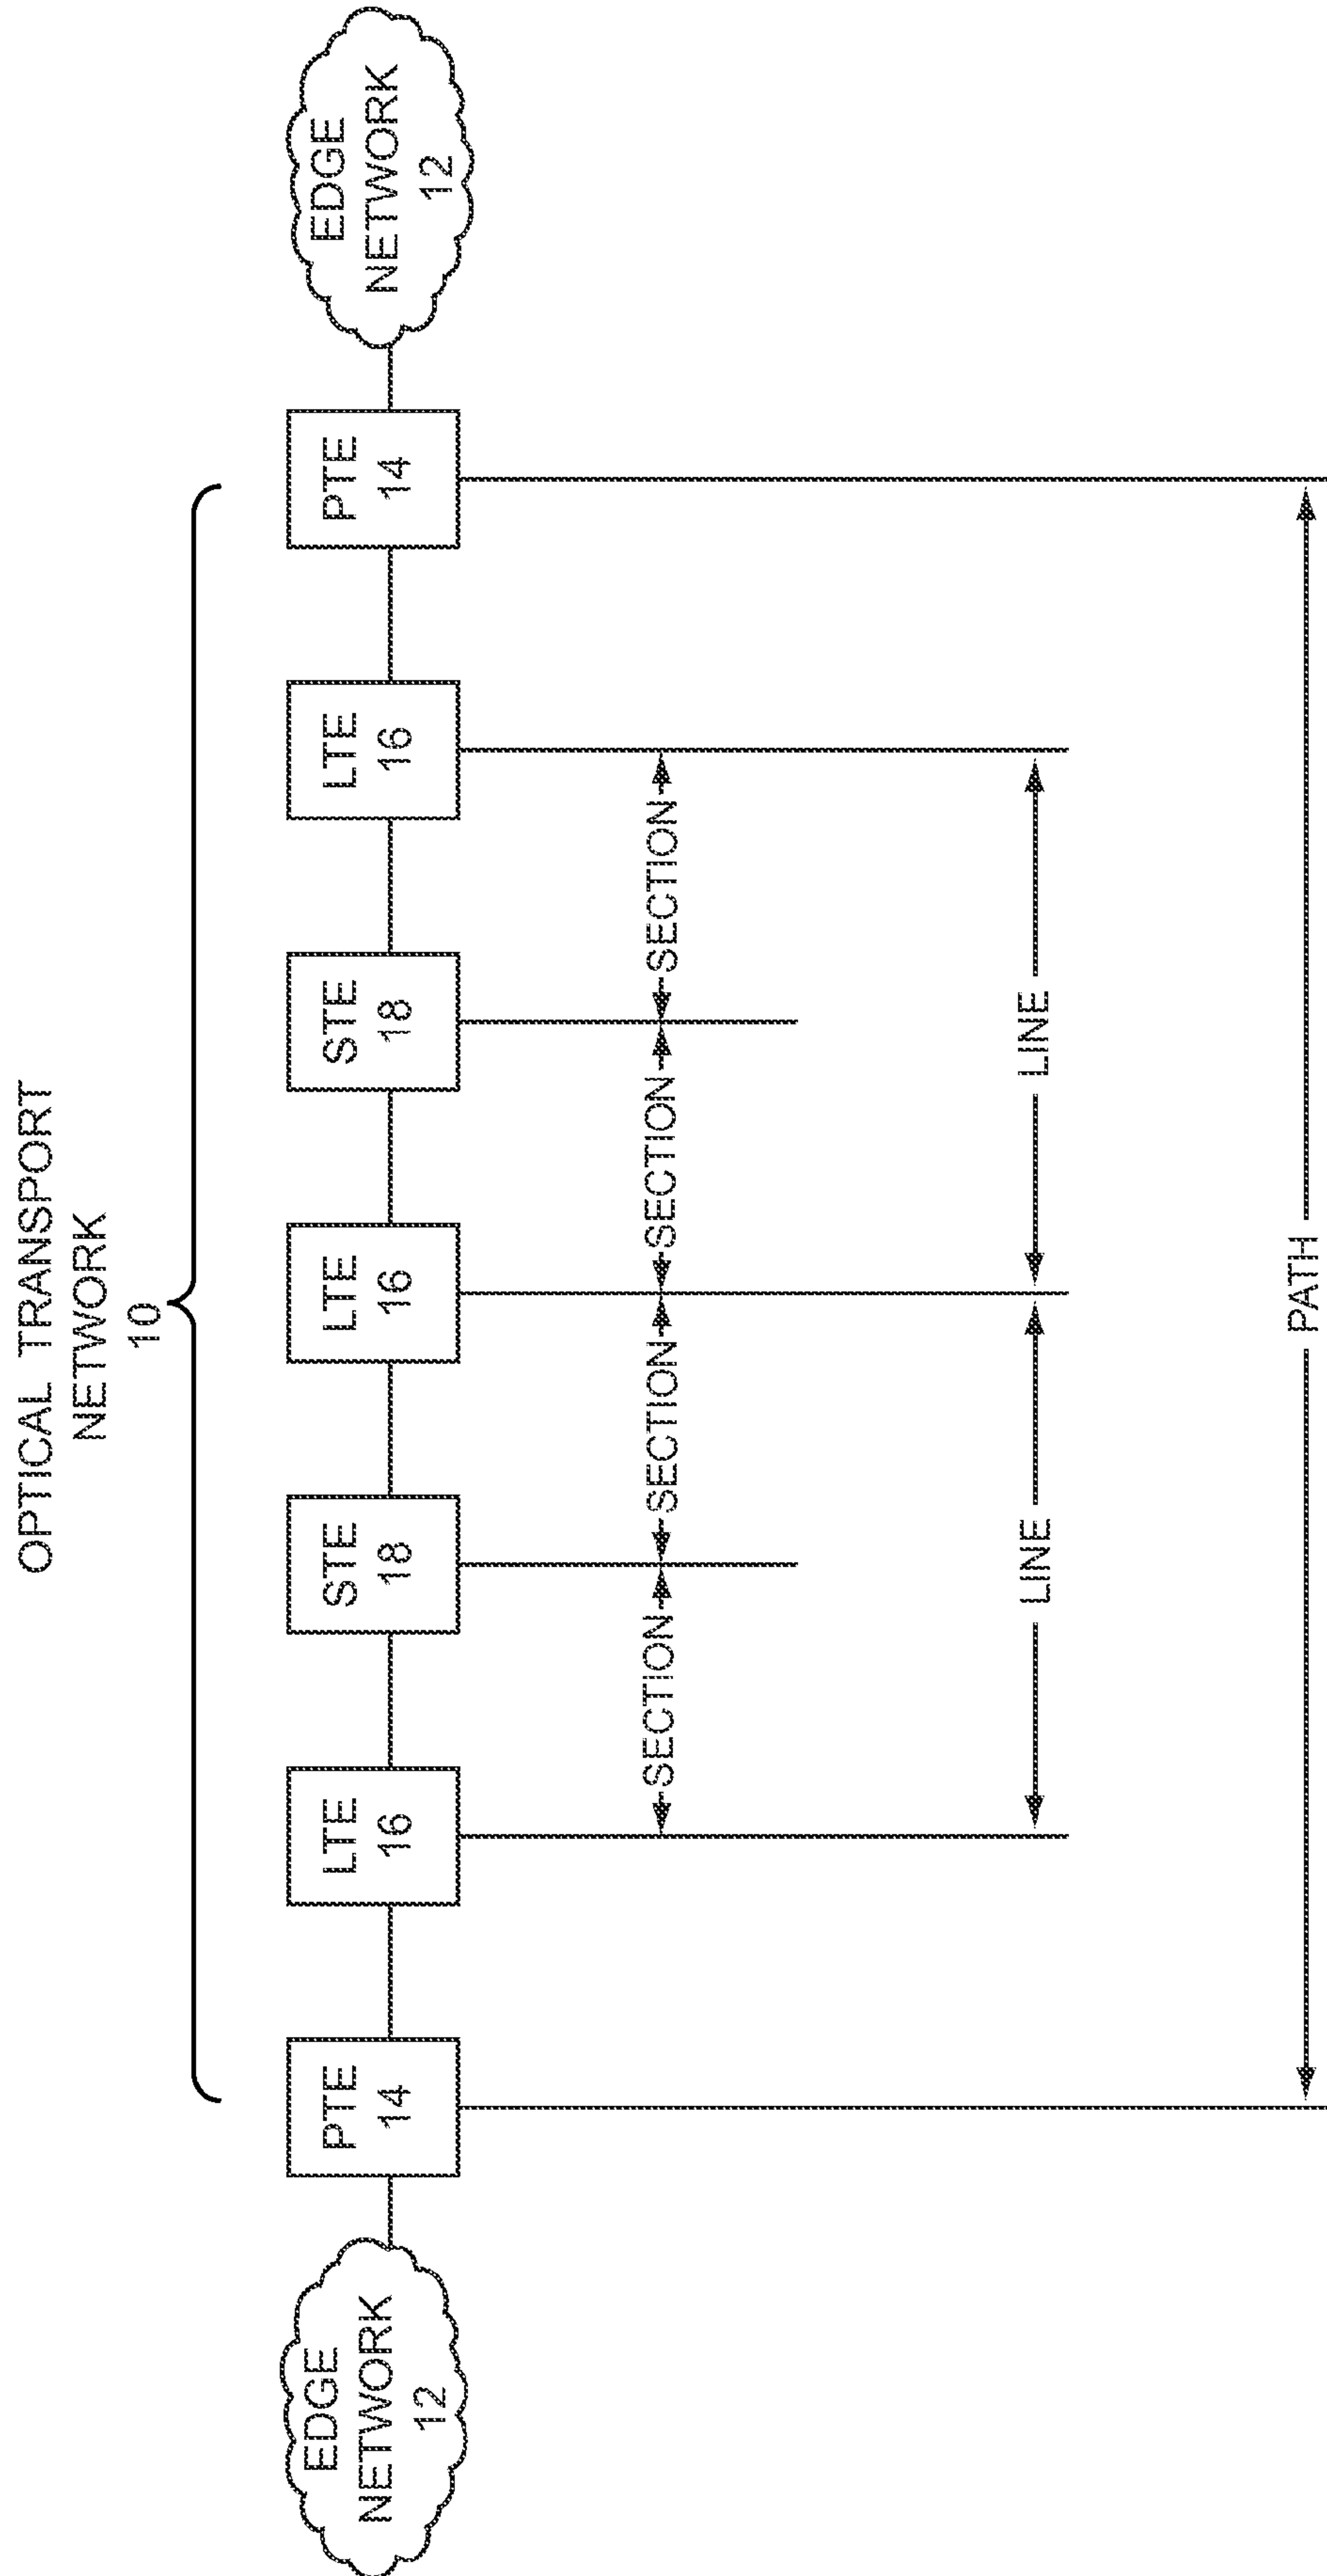 OPTICAL TRANSPORT
NETWORK
10
EDGE
NETWORK
12
PTE
14
LTE
16
STE
18
LTE
16
STE
18
LTE
16
PTE
14
EDGE
NETWORK
12
SECTION
SECTION
SECTION
SECTION
LINE
LINE
PATH